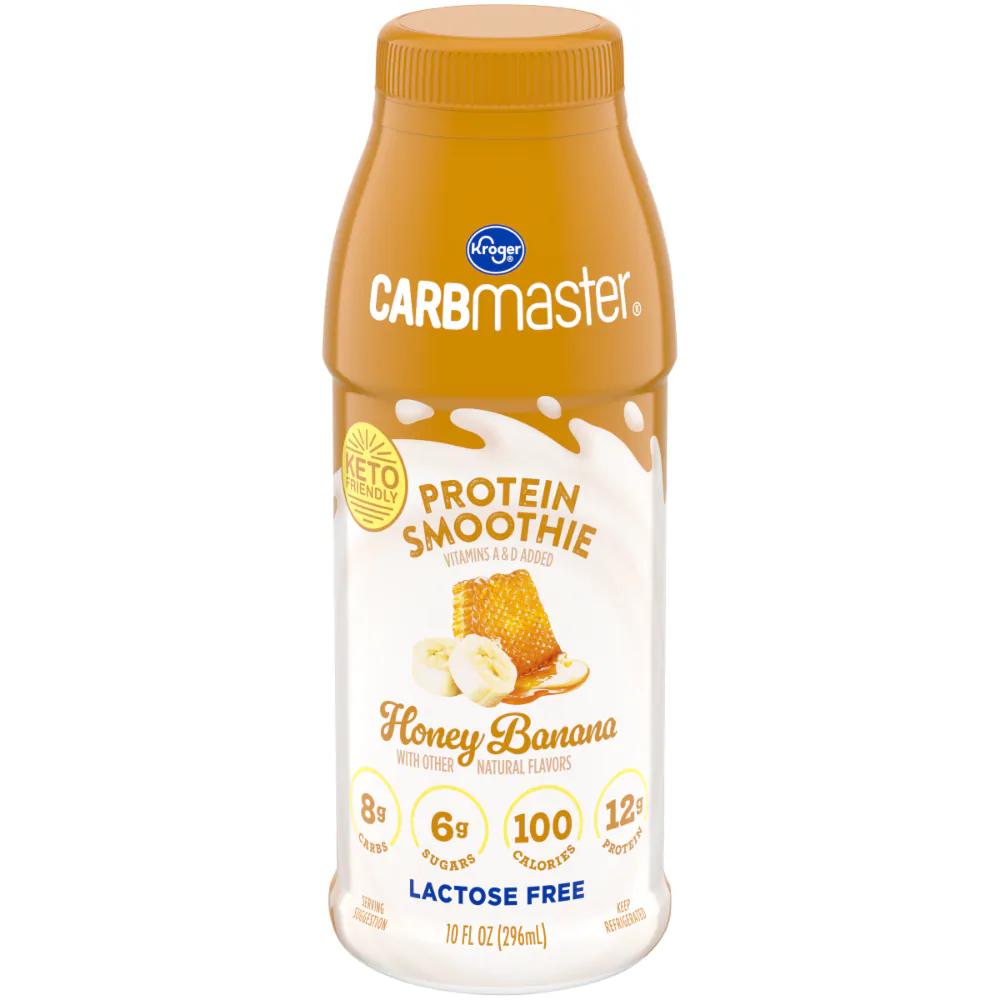 Kroger®
CARBmaster®
KETO
FRIENDLY
PROTEIN
SMOOTHIE
VITAMINS A & D ADDED
Honey Banana
WITH OTHER NATURAL FLAVORS
8g
CARBS
6g
SUGARS
100
CALORIES
12g
PROTEIN
LACTOSE FREE
SERVING
SUGGESTION
10 FL OZ (296mL)
KEEP
REFRIGERATED